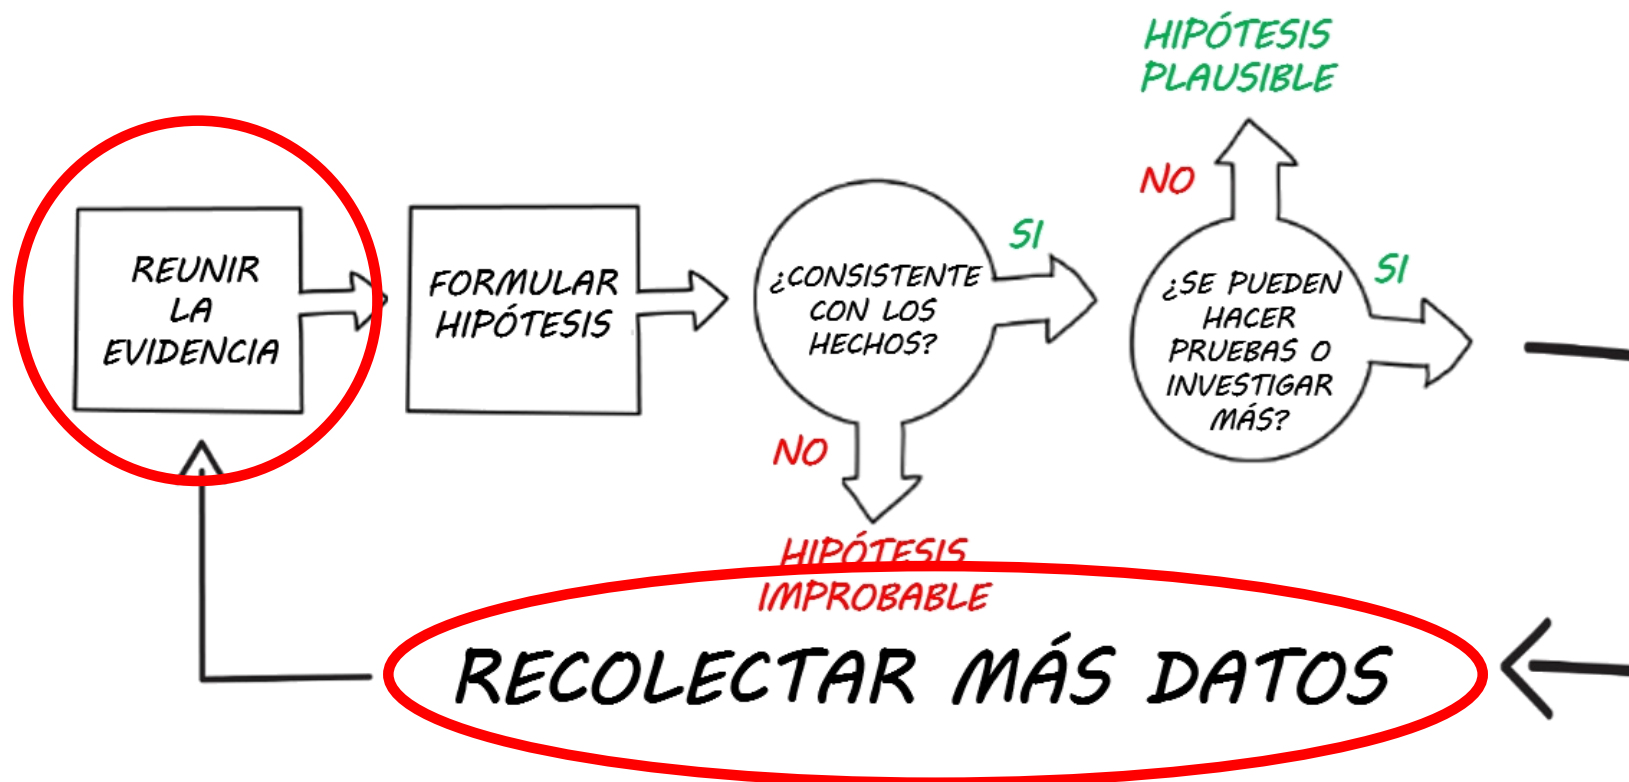 HIPÓTESIS
PLAUSIBLE
NO
SI
SI
REUNIR
LA
EVIDENCIA
FORMULAR
HIPÓTESIS
¿CONSISTENTE
CON LOS
HECHOS?
¿SE PUEDEN
HACER
PRUEBAS O
INVESTIGAR
MÁS?
NO
HIPÓTESIS
IMPROBABLE
RECOLECTAR MÁS DATOS